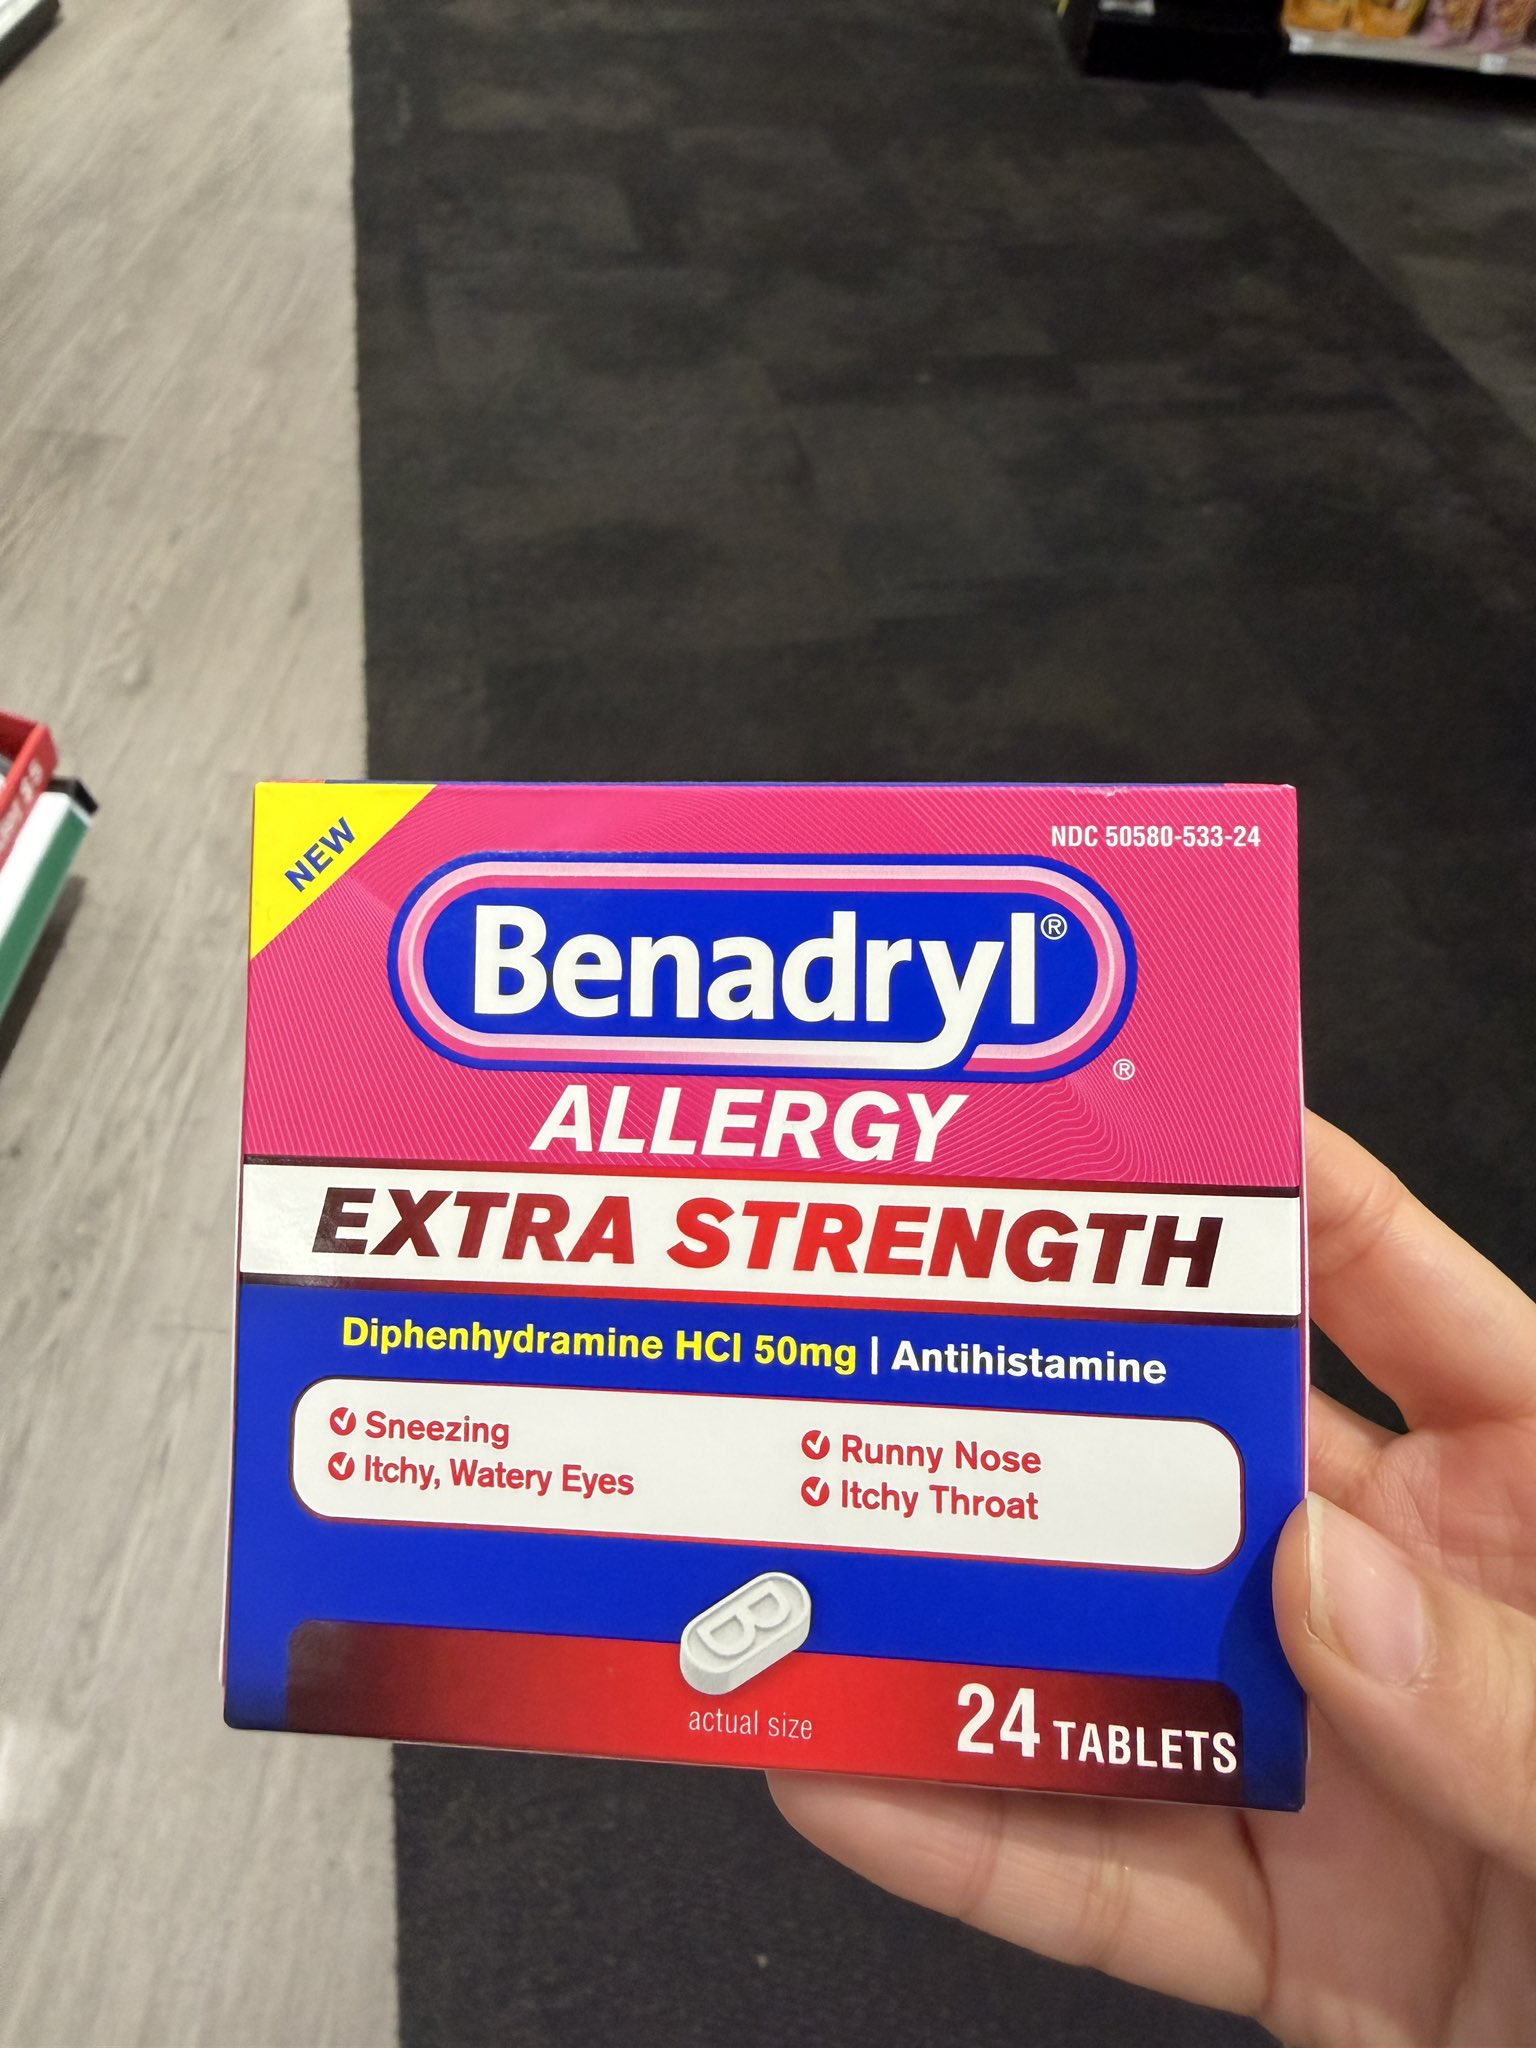 NEW
NDC 50580-533-24
Benadryl®
®
ALLERGY
EXTRA STRENGTH
Diphenhydramine HCl 50mg | Antihistamine
Sneezing
Itchy, Watery Eyes
Runny Nose
Itchy Throat
B
actual size
24 TABLETS